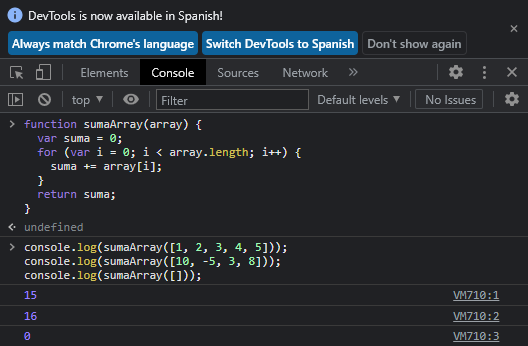 DevTools is now available in Spanish!
Always match Chrome's language Switch DevTools to Spanish Don't show again
Elements Console Sources Network
top Filter Default levels No Issues
function sumaArray(array) {
  var suma = 0;
  for (var i = 0; i < array.length; i++) {
    suma += array[i];
  }
  return suma;
}
undefined
console.log(sumaArray([1, 2, 3, 4, 5]));
console.log(sumaArray([10, -5, 3, 8]));
console.log(sumaArray([]));
15 VM710:1
16 VM710:2
0 VM710:3